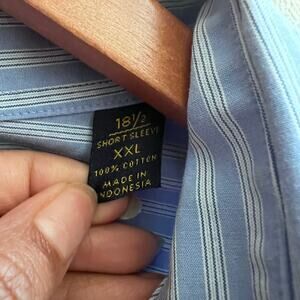 18½
SHORT SLEEVE
XXL
100% COTTON
MADE IN
INDONESIA